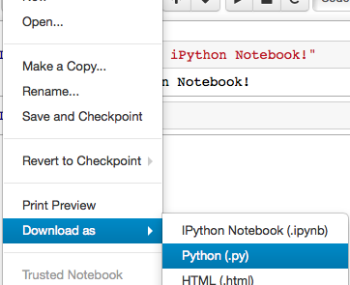 Open...
iPython Notebook!"
Make a Copy...
n Notebook!
Rename...
Save and Checkpoint
Revert to Checkpoint
Print Preview
Download as
IPython Notebook (.ipynb)
Python (.py)
HTML (.html)
Trusted Notebook